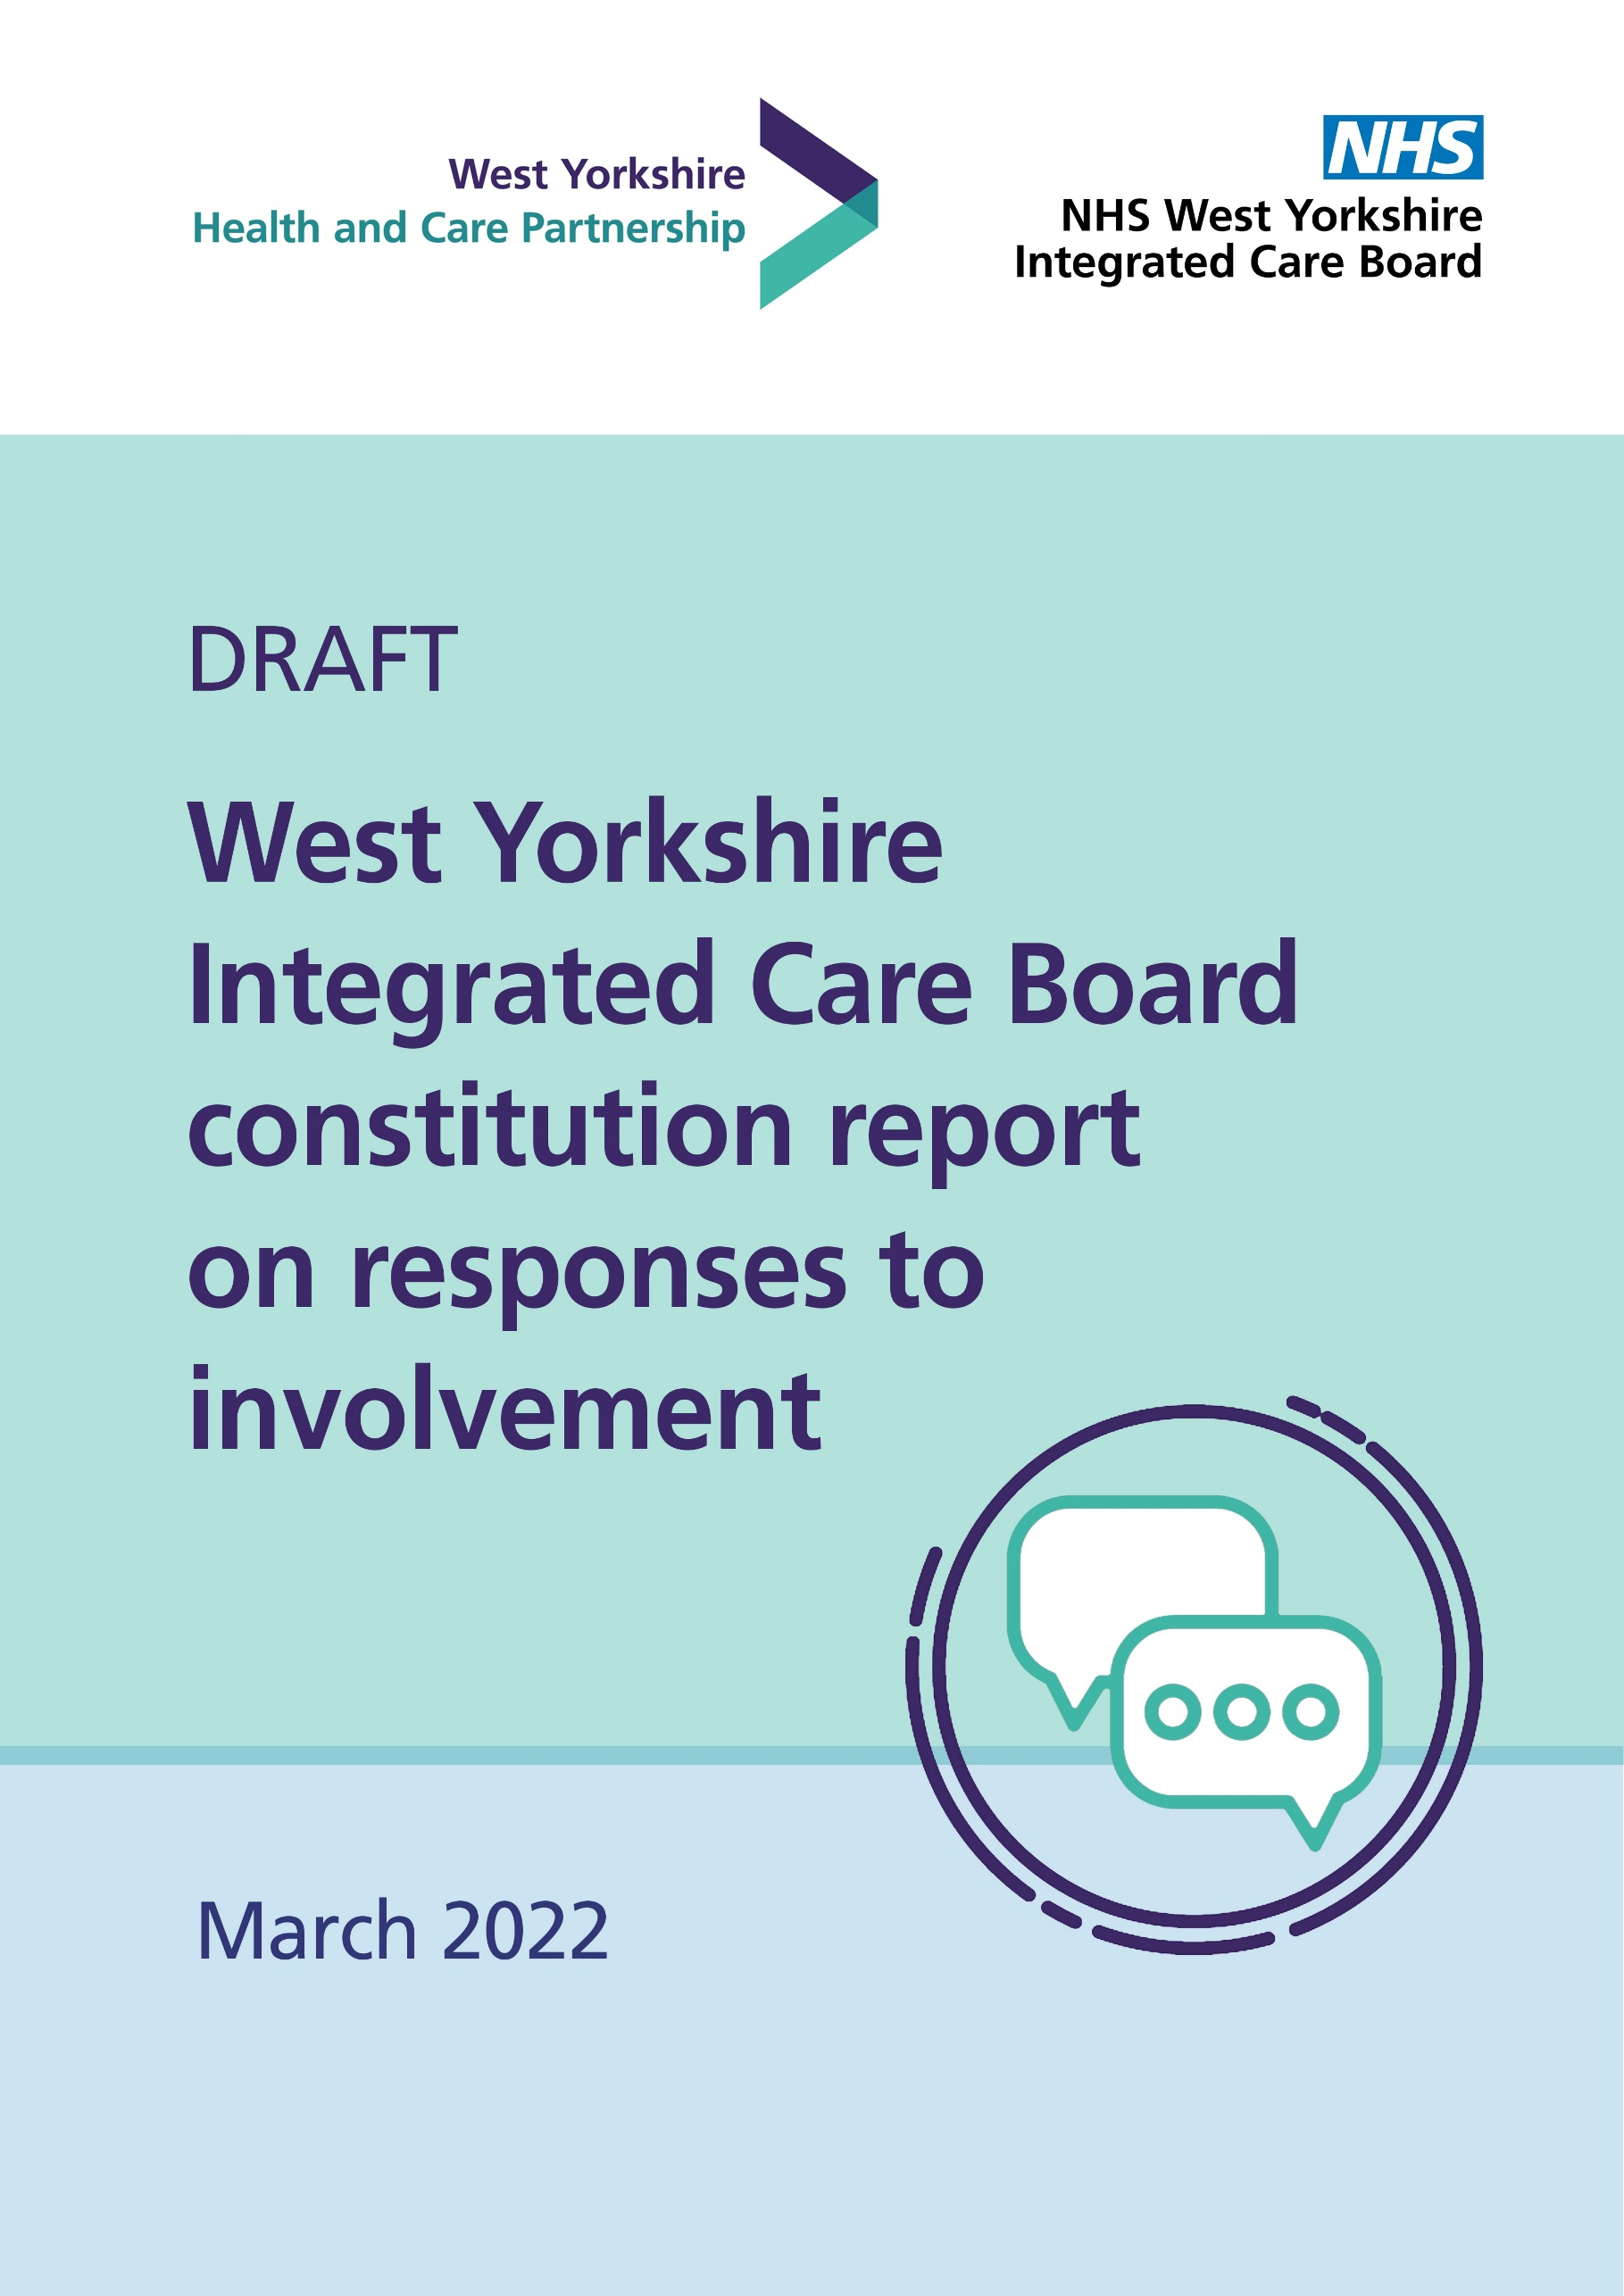 West Yorkshire
Health and Care Partnership
NHS
NHS West Yorkshire
Integrated Care Board
DRAFT
West Yorkshire
Integrated Care Board
constitution report
on responses to
involvement
March 2022